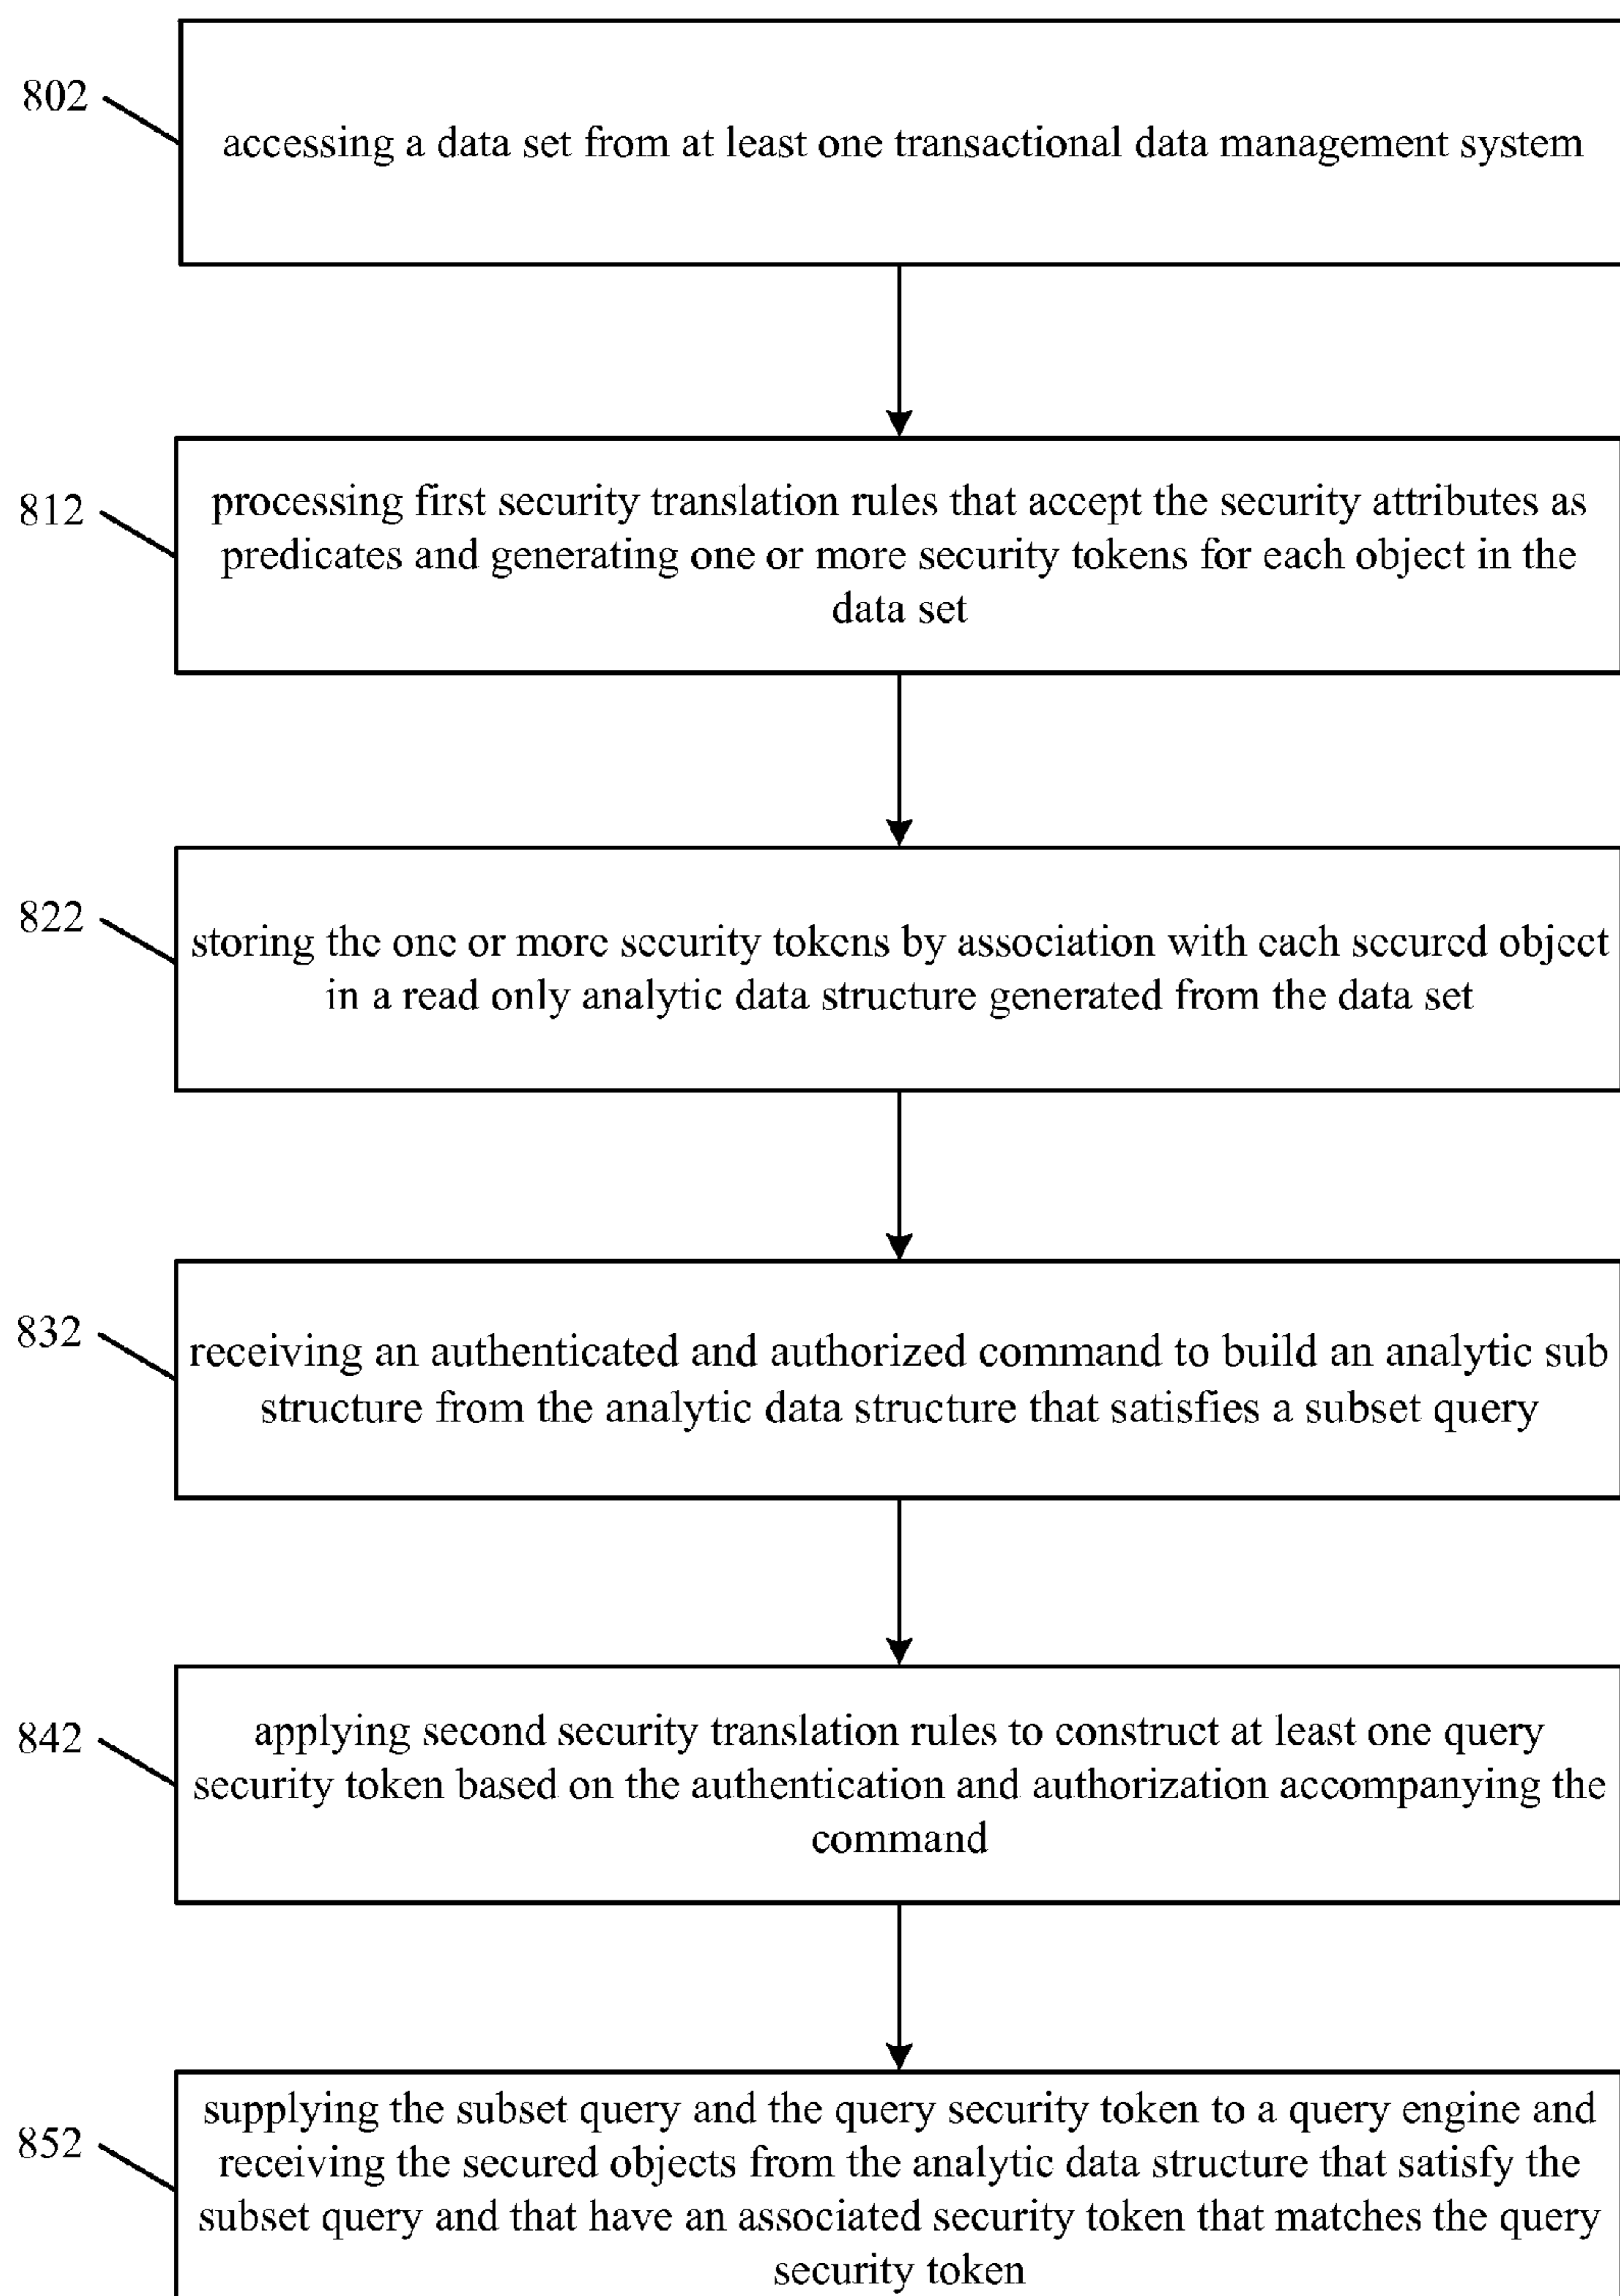 802
accessing a data set from at least one transactional data management system
812
processing first security translation rules that accept the security attributes as
predicates and generating one or more security tokens for each object in the
data set
822
storing the one or more security tokens by association with each secured object
in a read only analytic data structure generated from the data set
832
receiving an authenticated and authorized command to build an analytic sub
structure from the analytic data structure that satisfies a subset query
842
applying second security translation rules to construct at least one query
security token based on the authentication and authorization accompanying the
command
852
supplying the subset query and the query security token to a query engine and
receiving the secured objects from the analytic data structure that satisfy the
subset query and that have an associated security token that matches the query
security token